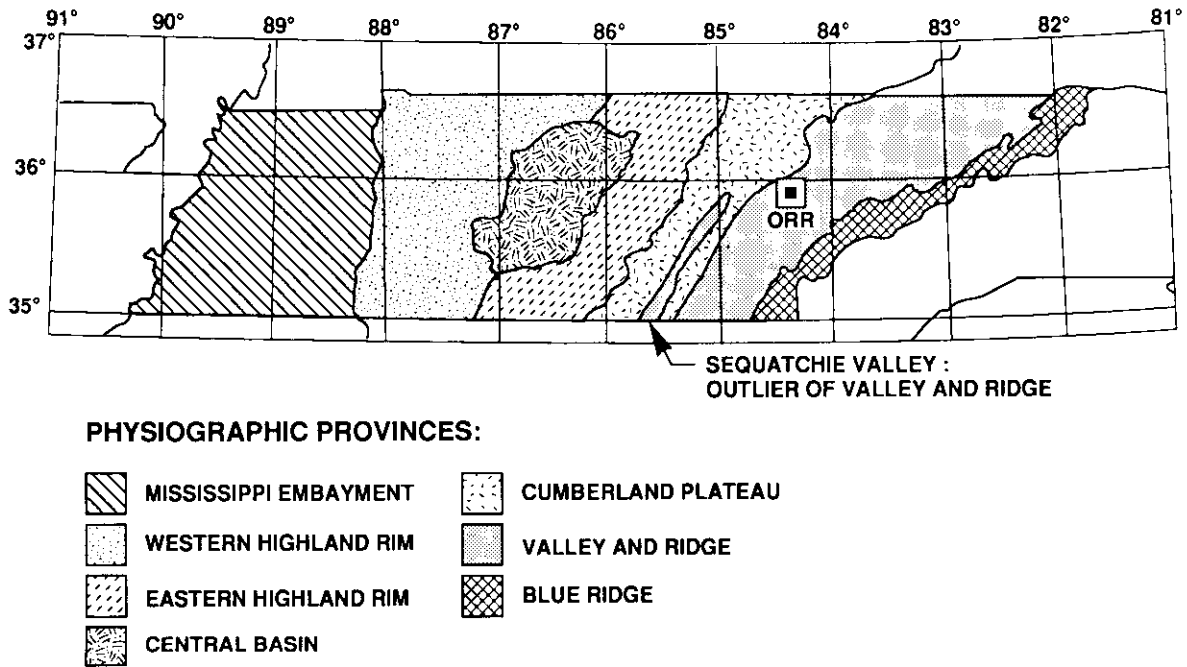 91° 90° 89° 88° 87° 86° 85° 84° 83° 82° 81°
37°
36°
35°
ORR
SEQUATCHIE VALLEY :
OUTLIER OF VALLEY AND RIDGE
PHYSIOGRAPHIC PROVINCES:
MISSISSIPPI EMBAYMENT
WESTERN HIGHLAND RIM
EASTERN HIGHLAND RIM
CENTRAL BASIN
CUMBERLAND PLATEAU
VALLEY AND RIDGE
BLUE RIDGE